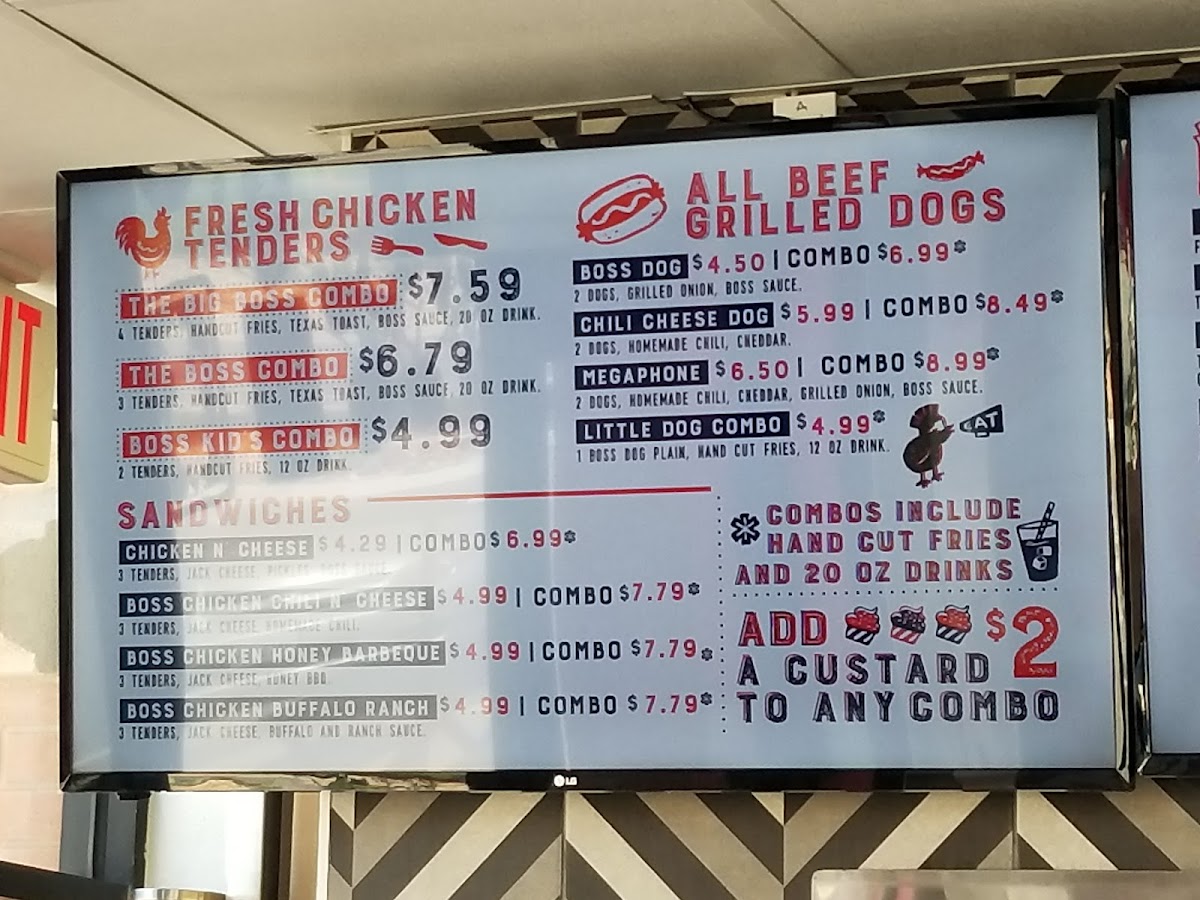 FRESH CHICKEN
TENDERS
THE BIG BOSS COMBO $7.59
4 TENDERS, HANDCUT FRIES, TEXAS TOAST, BOSS SAUCE, 20 OZ DRINK.
THE BOSS COMBO $6.79
3 TENDERS, HANDCUT FRIES, TEXAS TOAST, BOSS SAUCE, 20 OZ DRINK.
BOSS KID'S COMBO $4.99
2 TENDERS, HANDCUT FRIES, 12 OZ DRINK.
SANDWICHES
CHICKEN N' CHEESE $4.29 | COMBO $6.99*
3 TENDERS, JACK CHEESE, PICKLES, BOSS SAUCE.
BOSS CHICKEN CHILI N' CHEESE $4.99 | COMBO $7.79*
3 TENDERS, JACK CHEESE, HOMEMADE CHILI.
BOSS CHICKEN HONEY BARBEQUE $4.99 | COMBO $7.79*
3 TENDERS, JACK CHEESE, HONEY BBQ
BOSS CHICKEN BUFFALO RANCH $4.99 | COMBO $7.79*
3 TENDERS, JACK CHEESE, BUFFALO AND RANCH SAUCE.
ALL BEEF
GRILLED DOGS
BOSS DOG $4.50 | COMBO $6.99*
2 DOGS, GRILLED ONION, BOSS SAUCE.
CHILI CHEESE DOG $5.99 | COMBO $8.49*
2 DOGS, HOMEMADE CHILI, CHEDDAR.
MEGAPHONE $6.50 | COMBO $8.99*
2 DOGS, HOMEMADE CHILI, CHEDDAR, GRILLED ONION, BOSS SAUCE.
LITTLE DOG COMBO $4.99*
1 BOSS DOG PLAIN, HAND CUT FRIES, 12 OZ DRINK.
EAT
* COMBOS INCLUDE
HAND CUT FRIES
AND 20 OZ DRINKS
ADD $2
A CUSTARD
TO ANY COMBO
LG
A
IT